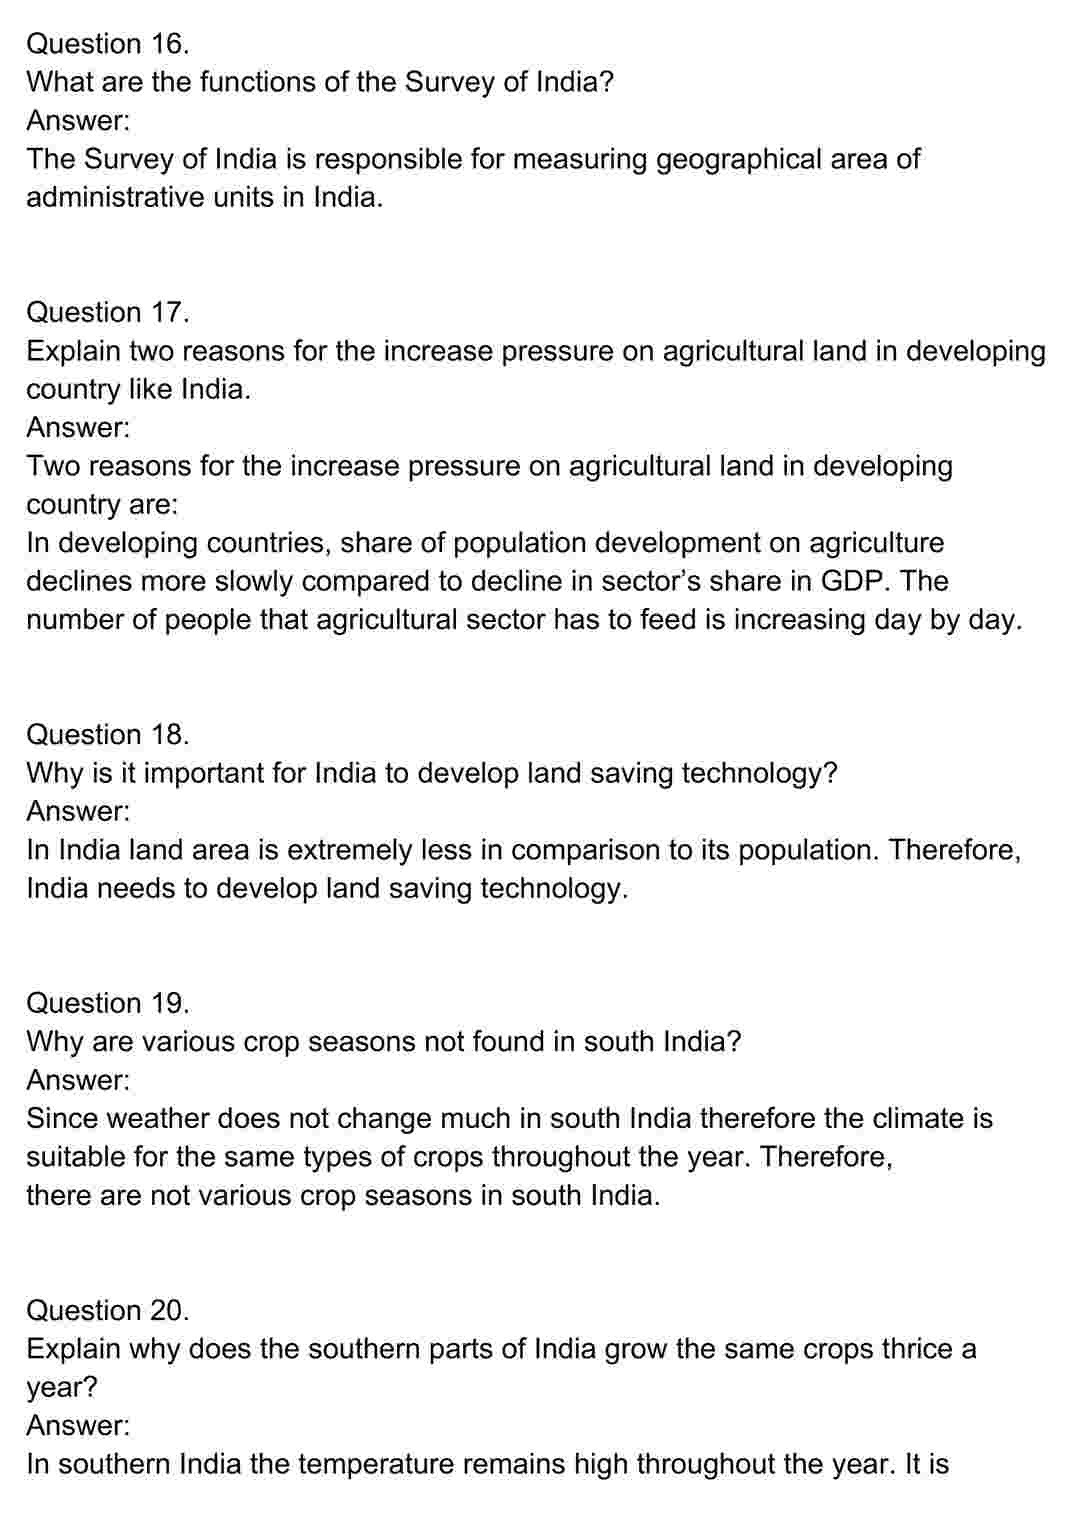 Question 16.
What are the functions of the Survey of India?
Answer:
The Survey of India is responsible for measuring geographical area of
administrative units in India.
Question 17.
Explain two reasons for the increase pressure on agricultural land in developing
country like India.
Answer:
Two reasons for the increase pressure on agricultural land in developing
country are:
In developing countries, share of population development on agriculture
declines more slowly compared to decline in sector’s share in GDP. The
number of people that agricultural sector has to feed is increasing day by day.
Question 18.
Why is it important for India to develop land saving technology?
Answer:
In India land area is extremely less in comparison to its population. Therefore,
India needs to develop land saving technology.
Question 19.
Why are various crop seasons not found in south India?
Answer:
Since weather does not change much in south India therefore the climate is
suitable for the same types of crops throughout the year. Therefore,
there are not various crop seasons in south India.
Question 20.
Explain why does the southern parts of India grow the same crops thrice a
year?
Answer:
In southern India the temperature remains high throughout the year. It is